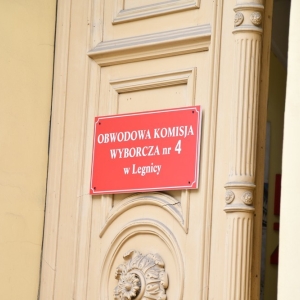 OBWODOWA KOMISJA
WYBORCZA nr 4
w Legnicy